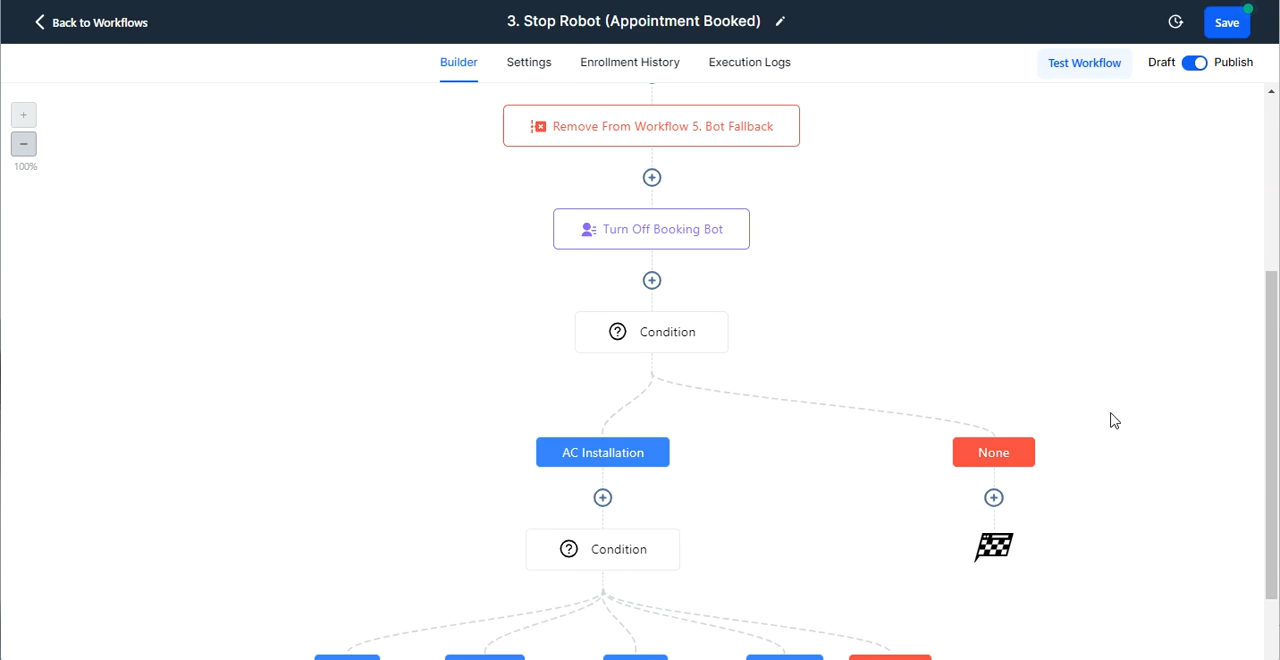 Back to Workflows
3. Stop Robot (Appointment Booked)
Save
Builder
Settings
Enrollment History
Execution Logs
Test Workflow
Draft
Publish
+
−
100%
Remove From Workflow 5. Bot Fallback
Turn Off Booking Bot
Condition
AC Installation
None
Condition